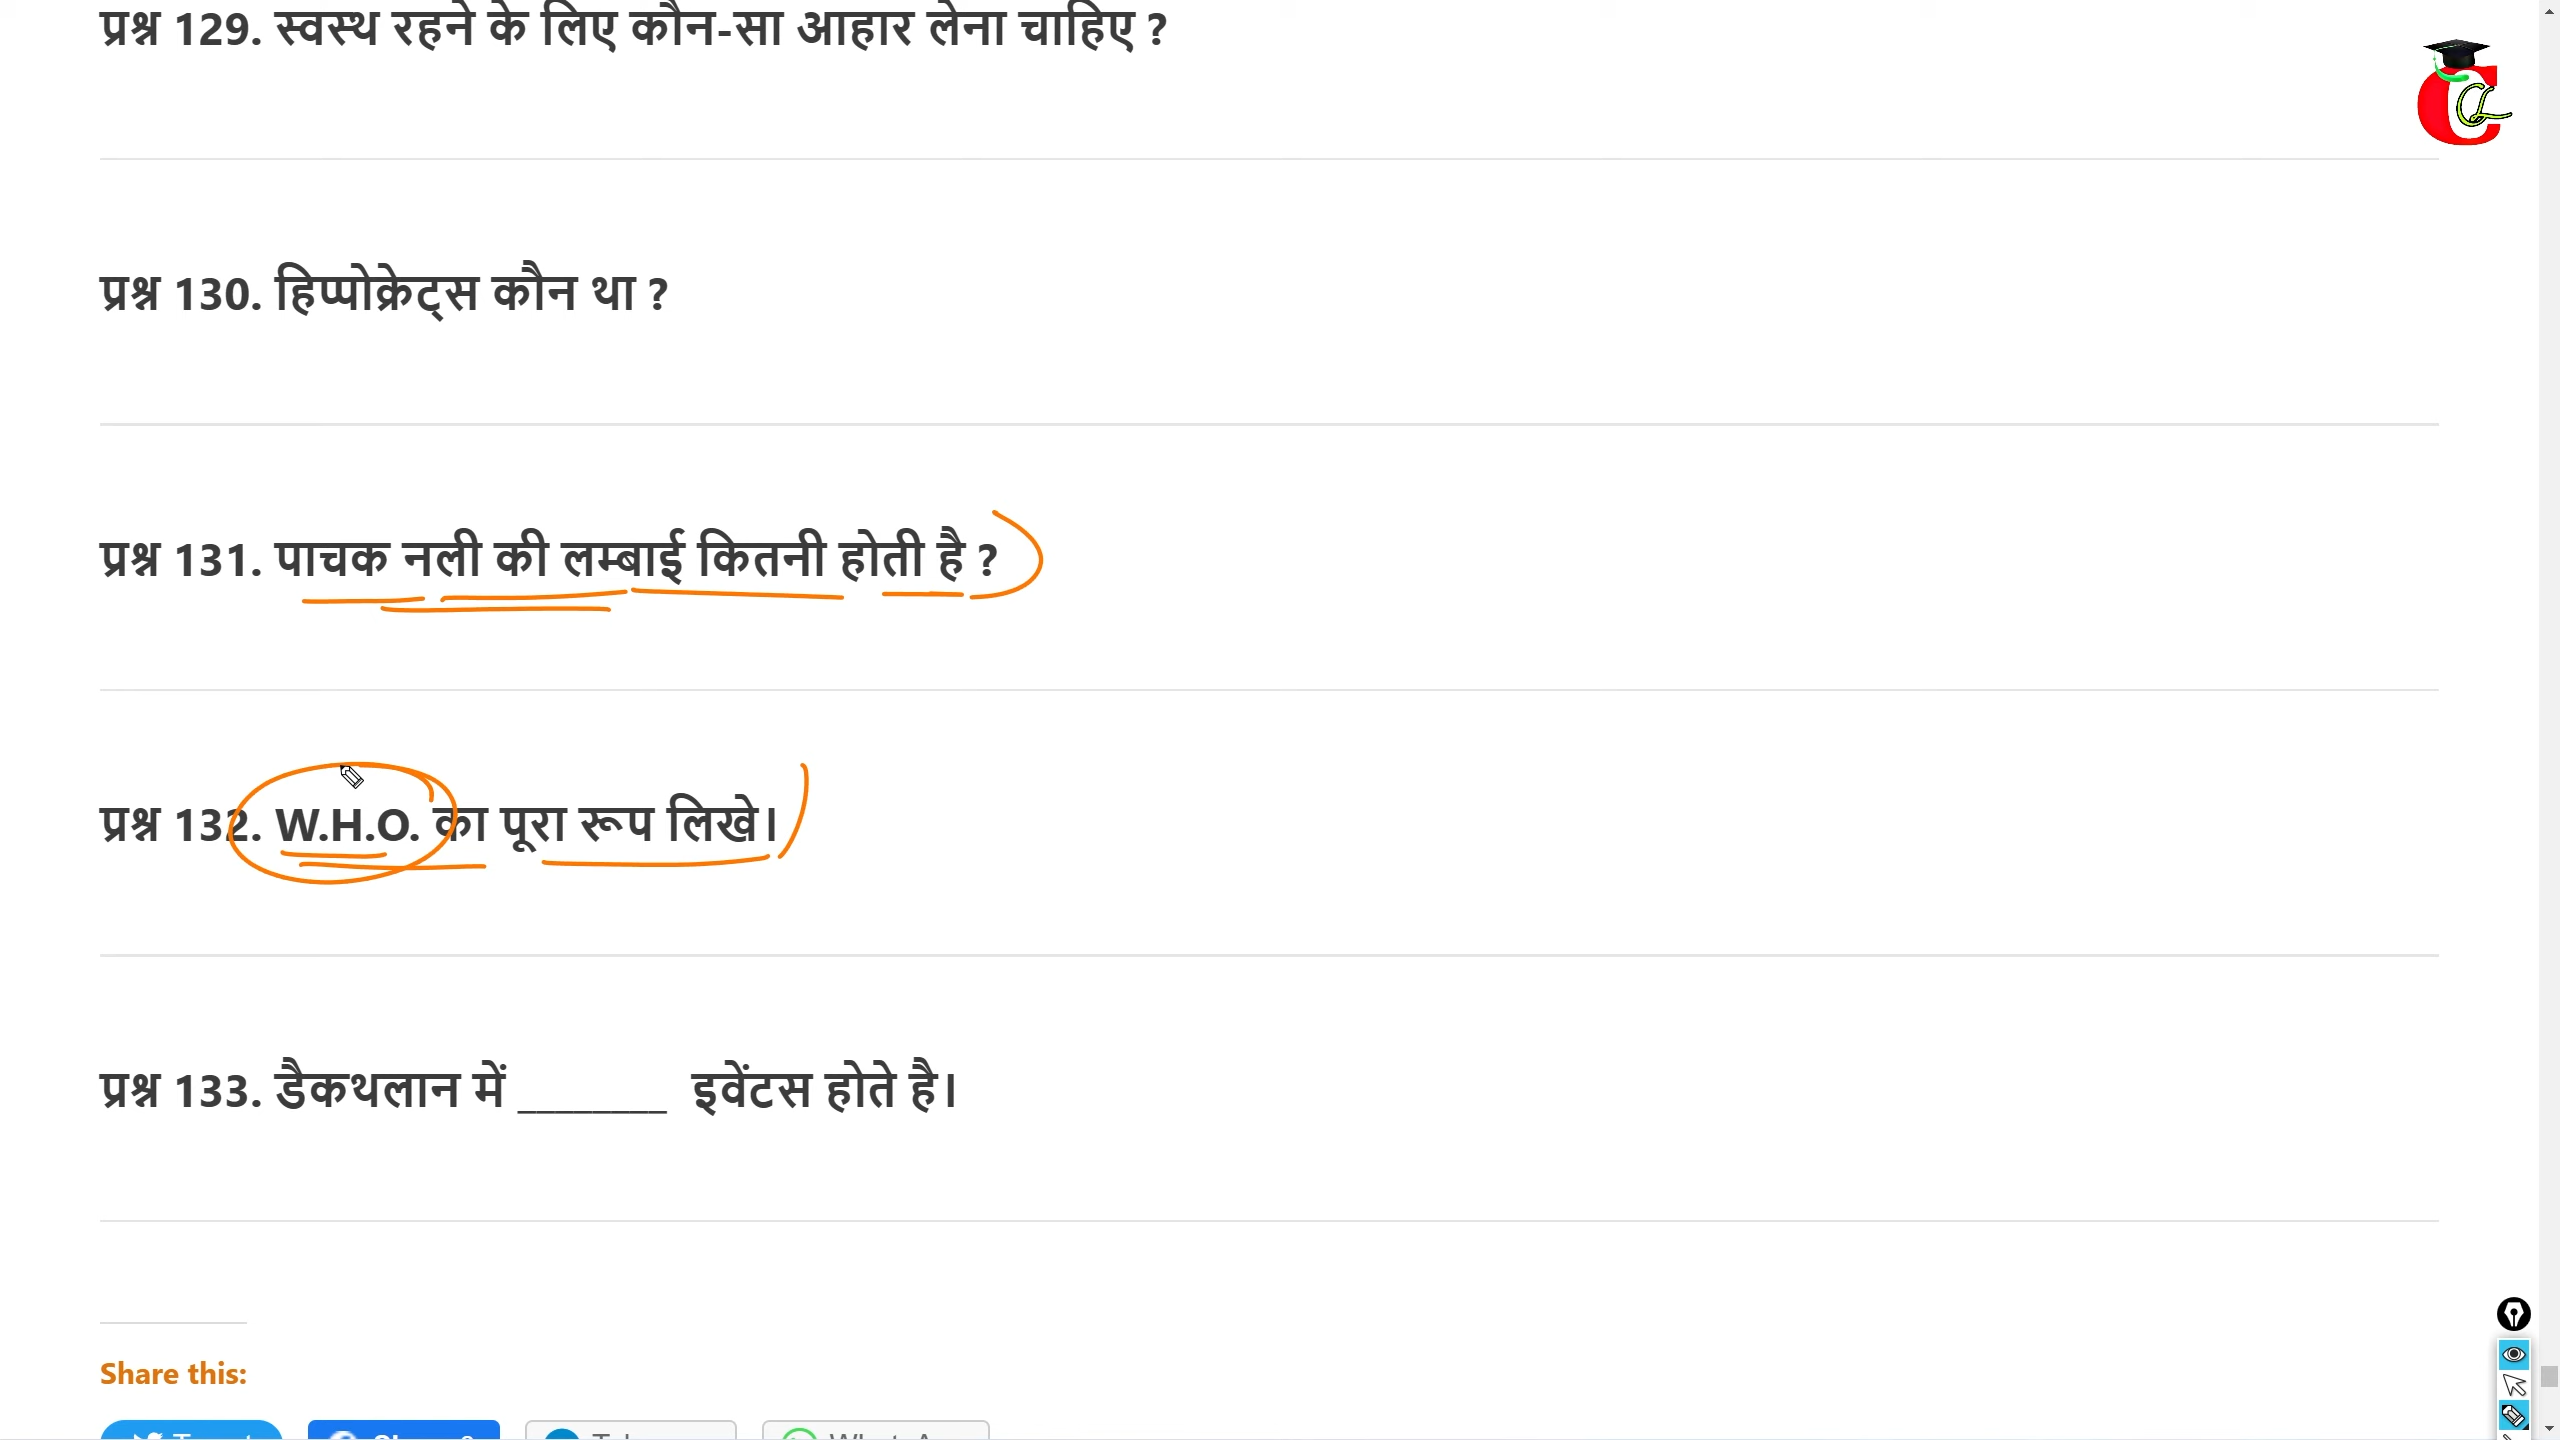 प्रश्न 129. स्वस्थ रहने के लिए कौन-सा आहार लेना चाहिए ?
प्रश्न 130. हिप्पोक्रेट्स कौन था ?
प्रश्न 131. पाचक नली की लम्बाई कितनी होती है ?
प्रश्न 132. W.H.O. का पूरा रूप लिखे।
प्रश्न 133. डैकथलान में ________ इवेंटस होते है।
Share this: